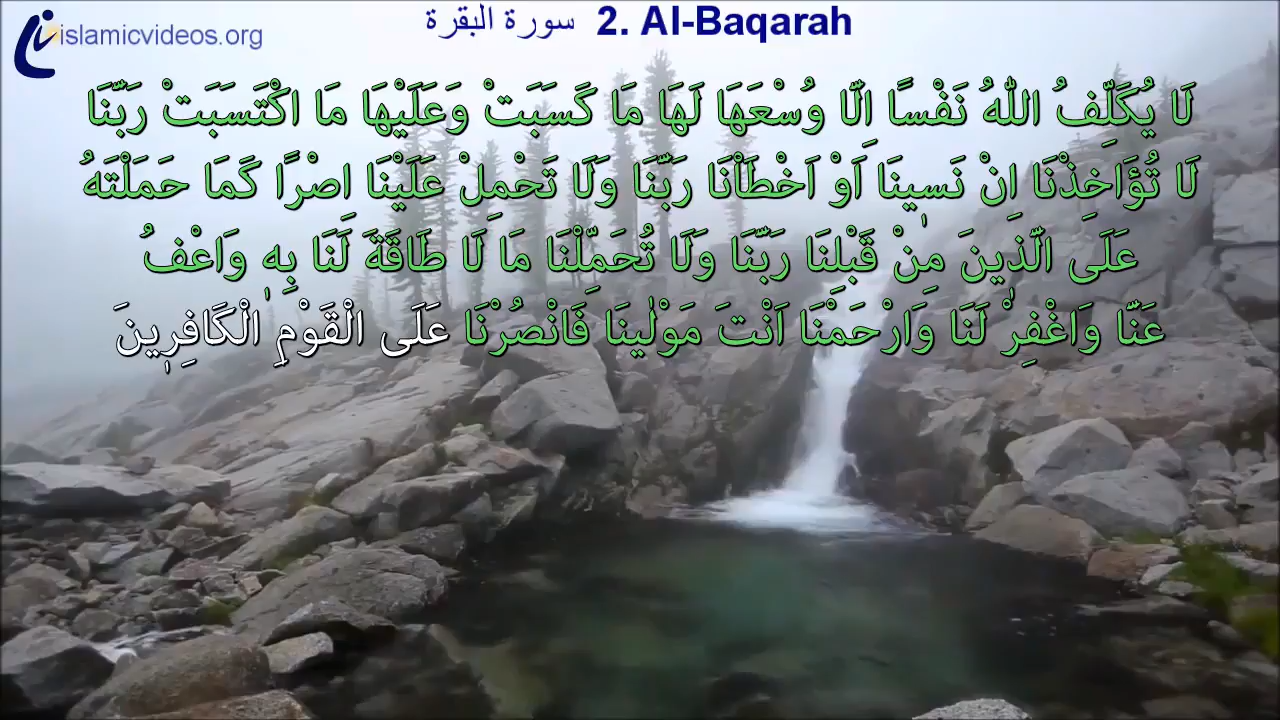 سورة البقرة 2. Al-Baqarah
islamicvideos.org
لَا يُكَلِّفُ اللّٰهُ نَفْسًا اِلَّا وُسْعَهَا لَهَا مَا كَسَبَتْ وَعَلَيْهَا مَا اكْتَسَبَتْ رَبَّنَا
لَا تُؤَاخِذْنَا اِنْ نَسٖينَا اَوْ اَخْطَاْنَا رَبَّنَا وَلَا تَحْمِلْ عَلَيْنَا اِصْرًا كَمَا حَمَلْتَهُ
عَلَى الَّذٖينَ مِنْ قَبْلِنَا رَبَّنَا وَلَا تُحَمِّلْنَا مَا لَا طَاقَةَ لَنَا بِهٖ وَاعْفُ
عَنَّا وَاغْفِرْ لَنَا وَارْحَمْنَا اَنْتَ مَوْلٰينَا فَانْصُرْنَا عَلَى الْقَوْمِ الْكَافِرٖينَ